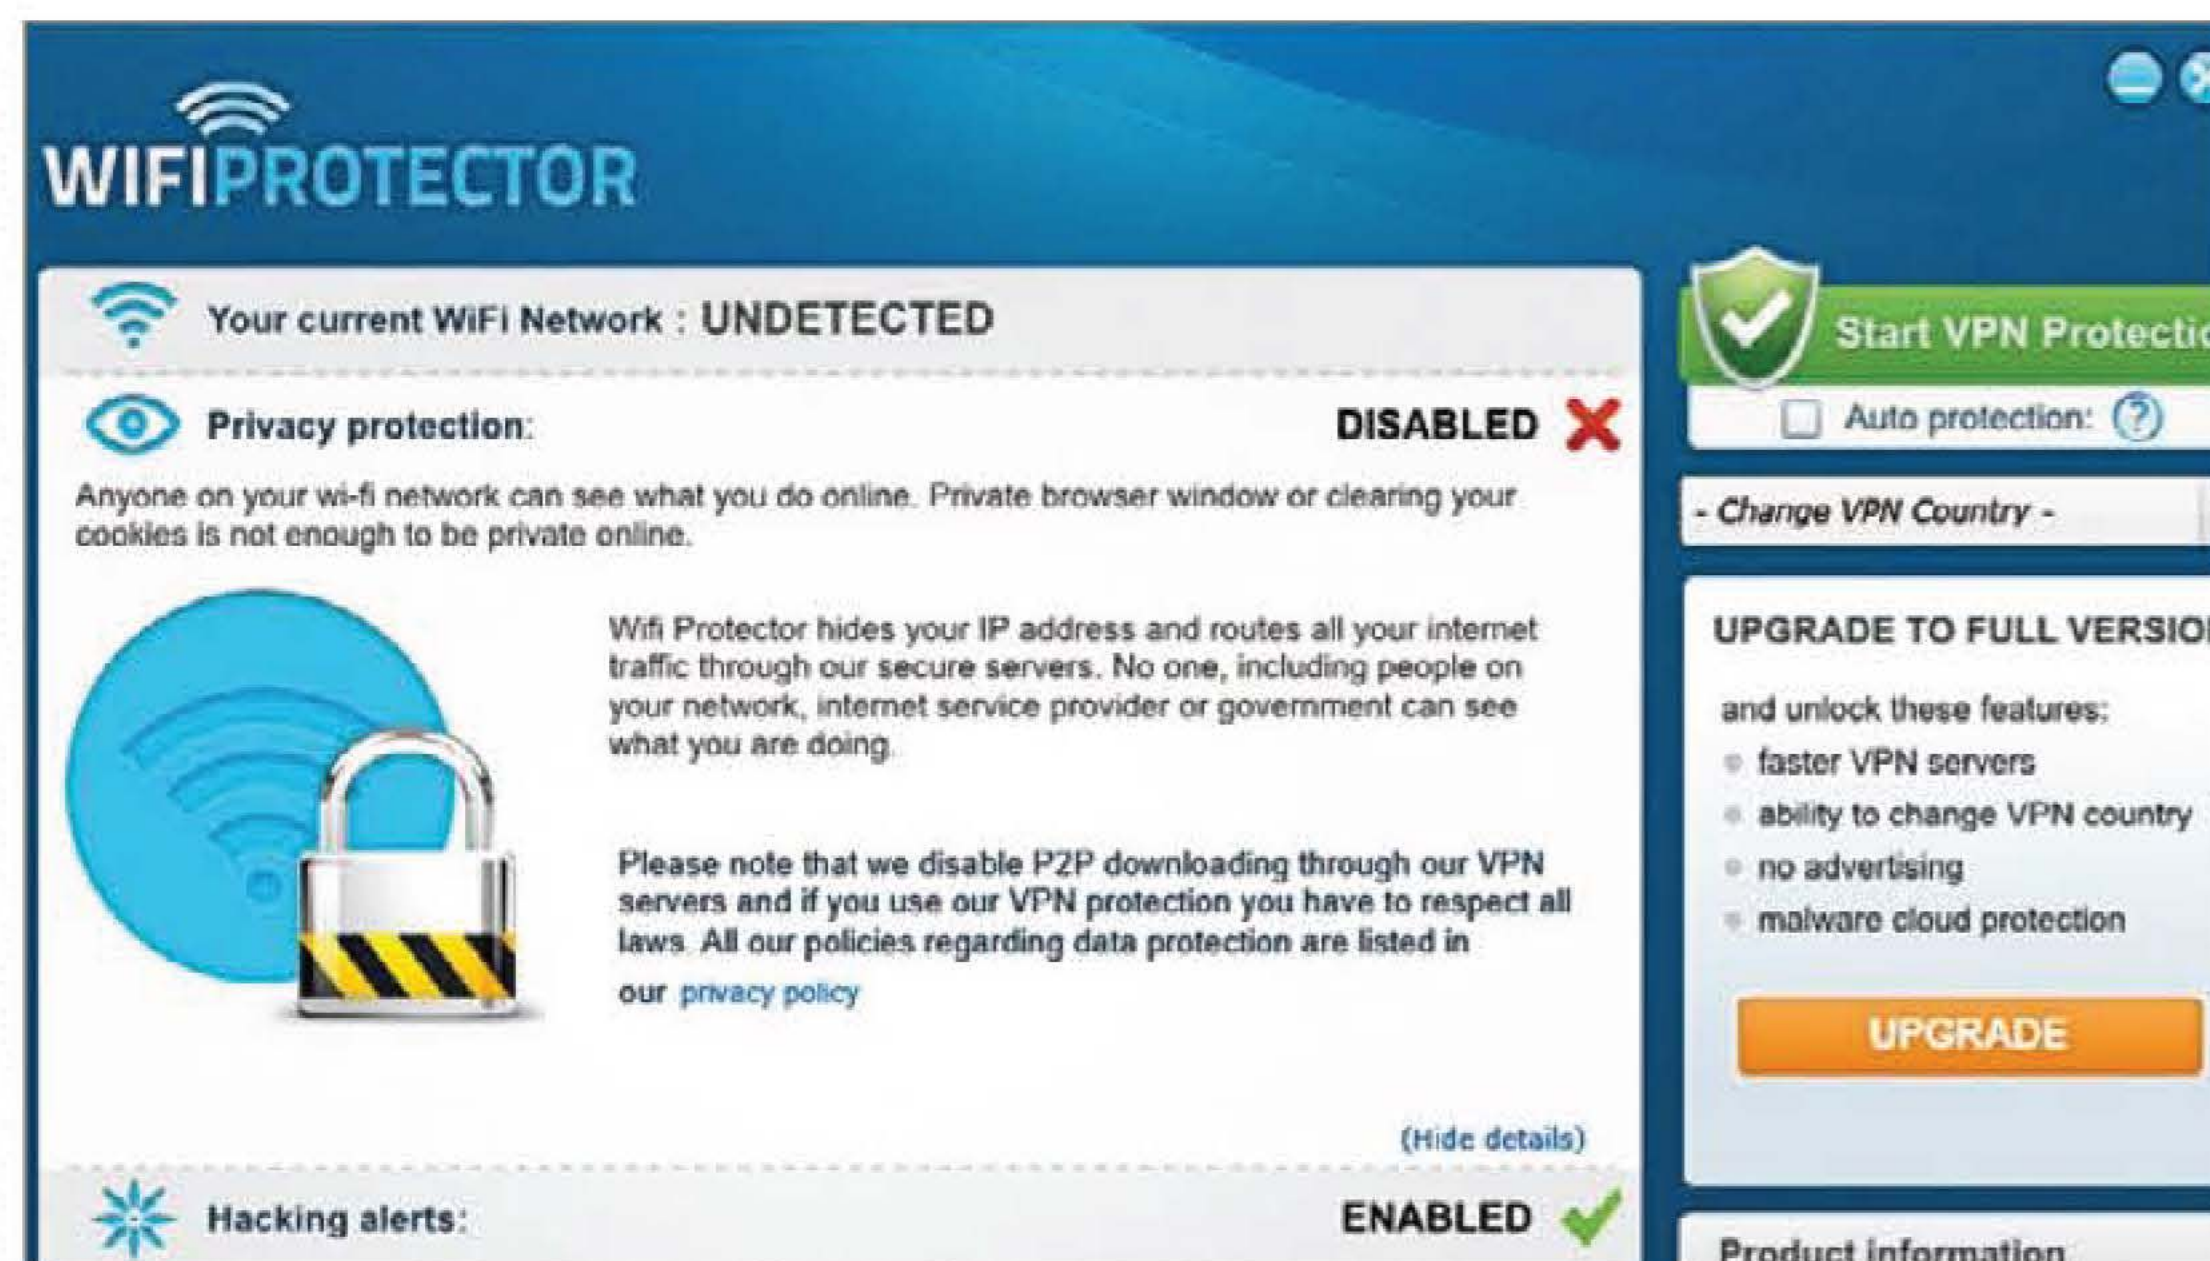 WIFIPROTECTOR
Your current WiFi Network : UNDETECTED
Privacy protection:
DISABLED
Anyone on your wi-fi network can see what you do online. Private browser window or clearing your
cookies is not enough to be private online.
Wifi Protector hides your IP address and routes all your internet
traffic through our secure servers. No one, including people on
your network, internet service provider or government can see
what you are doing.
Please note that we disable P2P downloading through our VPN
servers and if you use our VPN protection you have to respect all
laws. All our policies regarding data protection are listed in
our privacy policy
(Hide details)
Hacking alerts:
ENABLED
Start VPN
Auto protection: ?
- Change VPN Country -
UPGRADE TO FULL
and unlock these features:
faster VPN servers
ability to change VPN country
no advertising
malware cloud protection
UPGRADE
Product information